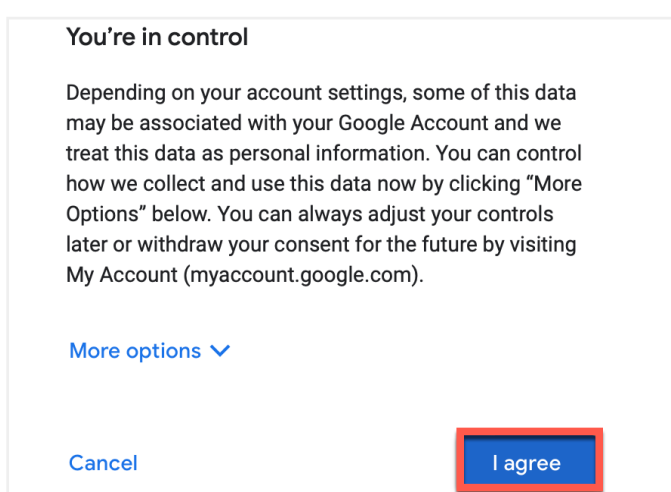 You’re in control
Depending on your account settings, some of this data
may be associated with your Google Account and we
treat this data as personal information. You can control
how we collect and use this data now by clicking “More
Options” below. You can always adjust your controls
later or withdraw your consent for the future by visiting
My Account (myaccount.google.com).
More options
Cancel
I agree